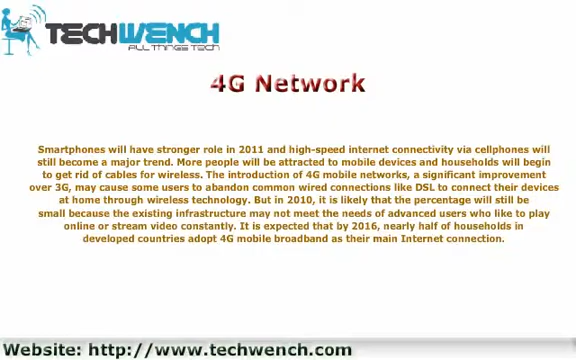 TECHWENCH
ALL THINGS TECH
4G Network
Smartphones will have stronger role in 2011 and high-speed internet connectivity via cellphones will
still become a major trend. More people will be attracted to mobile devices and households will begin
to get rid of cables for wireless. The introduction of 4G mobile networks, a significant improvement
over 3G, may cause some users to abandon common wired connections like DSL to connect their devices
at home through wireless technology. But in 2010, it is likely that the percentage will still be
small because the existing infrastructure may not meet the needs of advanced users who like to play
online or stream video constantly. It is expected that by 2016, nearly half of households in
developed countries adopt 4G mobile broadband as their main Internet connection.
Website: http://www.techwench.com